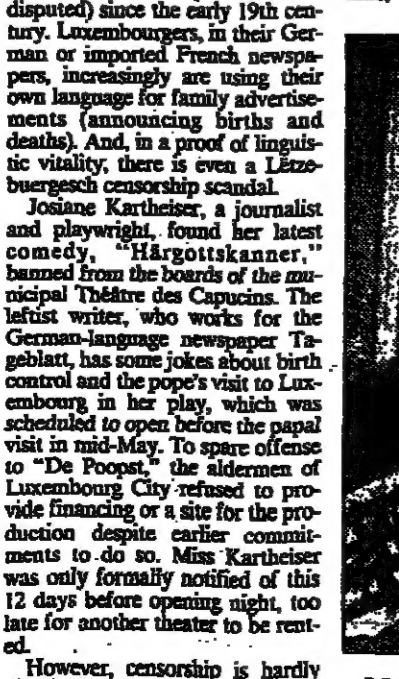 disputed) since the early 19th cen-
tury. Luxembourgers, in their Ger-
man or imported French newspa-
pers, increasingly are using their
own language for family advertise-
ments (announcing births and
deaths). And, in a proof of linguis-
tic vitality, there is even a Lëtze-
buergesch censorship scandal.
Josiane Kartheiser, a journalist
and playwright, found her latest
comedy, "Härgottskanner,"
banned from the boards of the mu-
nicipal Théâtre des Capucins. The
leftist writer, who works for the
German-language newspaper Ta-
geblatt, has some jokes about birth
control and the pope's visit to Lux-
embourg in her play, which was
scheduled to open before the papal
visit in mid-May. To spare offense
to "De Poopst," the aldermen of
Luxembourg City refused to pro-
vide financing or a site for the pro-
duction despite earlier commit-
ments to do so. Miss Kartheiser
was only formally notified of this
12 days before opening night, too
late for another theater to be rent-
ed.
However, censorship is hardly